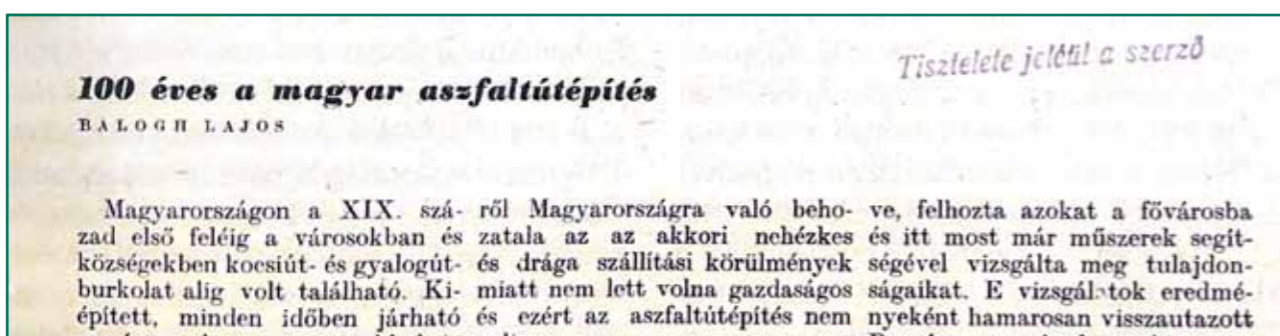 Tisztelete jeléül a szerző
100 éves a magyar aszfaltútépítés
BALOGH LAJOS
Magyarországon a XIX. szá-
zad első feléig a városokban és
községekben kocsiút- és gyalogút-
burkolat alig volt található. Ki-
épített, minden időben járható
ről Magyarországra való beho-
zatala az az akkori nehézkes
és drága szállítási körülmények
miatt nem lett volna gazdaságos
és ezért az aszfaltútépítés nem
ve, felhozta azokat a fővárosba
és itt most már műszerek segít-
ségével vizsgálta meg tulajdon-
ságaikat. E vizsgálatok eredmé-
nyeként hamarosan visszautazott